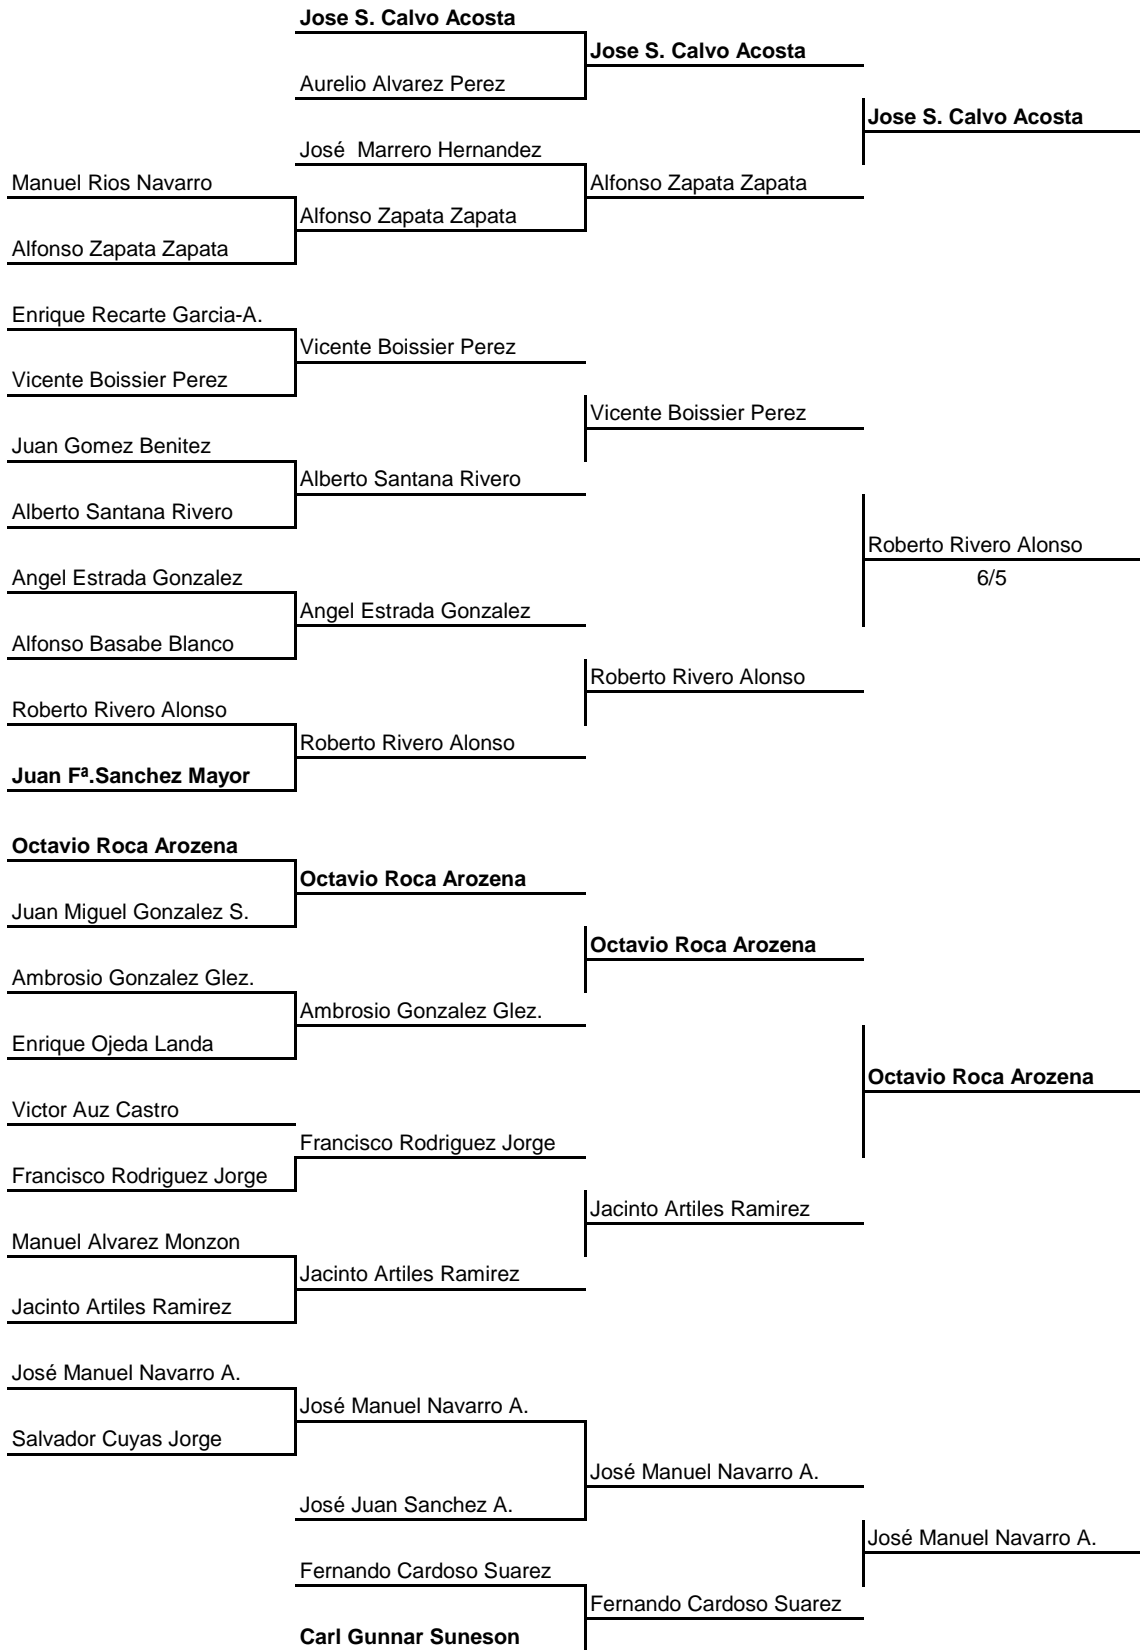 Jose S. Calvo Acosta
Jose S. Calvo Acosta
Aurelio Alvarez Perez
Jose S. Calvo Acosta
José  Marrero Hernandez
Manuel Rios Navarro
Alfonso Zapata Zapata
Alfonso Zapata Zapata
Alfonso Zapata Zapata
Enrique Recarte Garcia-A.
Vicente Boissier Perez
Vicente Boissier Perez
Vicente Boissier Perez
Juan Gomez Benitez
Alberto Santana Rivero
Alberto Santana Rivero
Roberto Rivero Alonso
6/5
Angel Estrada Gonzalez
Angel Estrada Gonzalez
Alfonso Basabe Blanco
Roberto Rivero Alonso
Roberto Rivero Alonso
Roberto Rivero Alonso
Juan Fª.Sanchez Mayor
Octavio Roca Arozena
Octavio Roca Arozena
Juan Miguel Gonzalez S.
Octavio Roca Arozena
Ambrosio Gonzalez Glez.
Ambrosio Gonzalez Glez.
Enrique Ojeda Landa
Octavio Roca Arozena
Victor Auz Castro
Francisco Rodriguez Jorge
Francisco Rodriguez Jorge
Jacinto Artiles Ramirez
Manuel Alvarez Monzon
Jacinto Artiles Ramirez
Jacinto Artiles Ramirez
José Manuel Navarro A.
José Manuel Navarro A.
Salvador Cuyas Jorge
José Manuel Navarro A.
José Juan Sanchez A.
José Manuel Navarro A.
Fernando Cardoso Suarez
Fernando Cardoso Suarez
Carl Gunnar Suneson